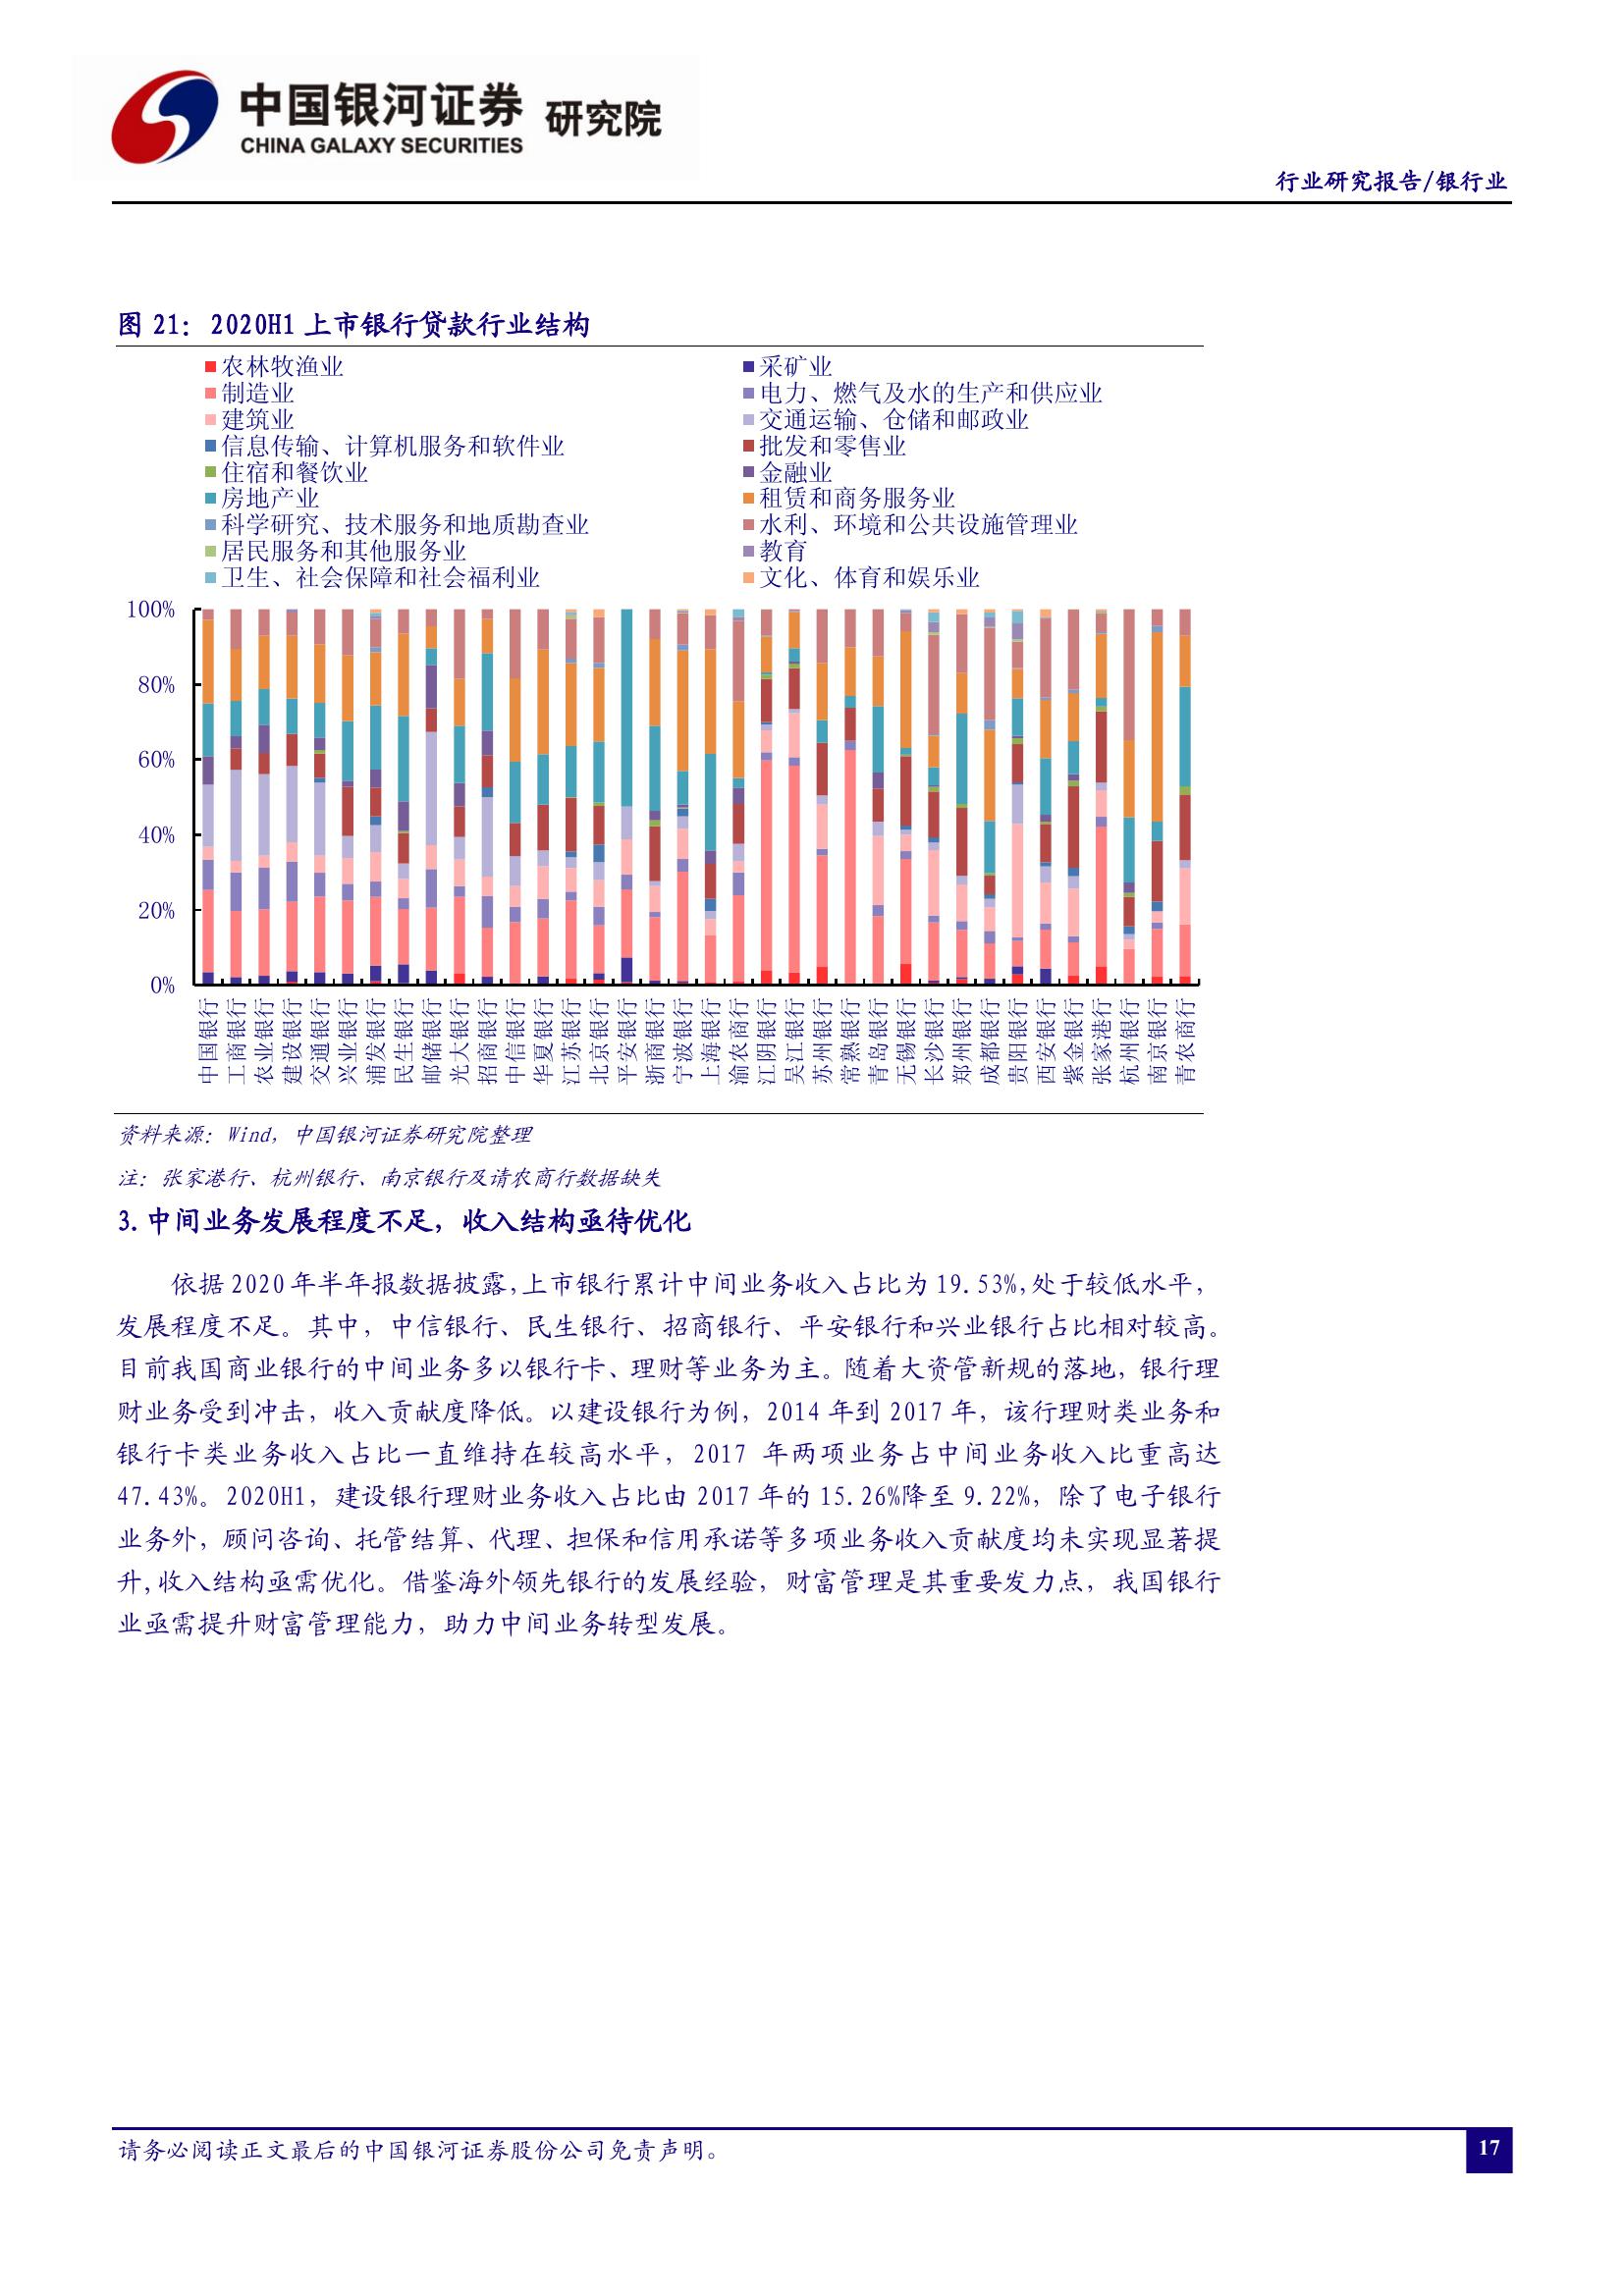 中国银河证券 研究院
CHINA GALAXY SECURITIES
行业研究报告/银行业
图 21: 2020H1 上市银行贷款行业结构
农林牧渔业 采矿业
制造业 电力、燃气及水的生产和供应业
建筑业 交通运输、仓储和邮政业
信息传输、计算机服务和软件业 批发和零售业
住宿和餐饮业 金融业
房地产业 租赁和商务服务业
科学研究、技术服务和地质勘查业 水利、环境和公共设施管理业
居民服务和其他服务业 教育
卫生、社会保障和社会福利业 文化、体育和娱乐业
100%
80%
60%
40%
20%
0%
中国银行
工商银行
农业银行
建设银行
交通银行
兴业银行
浦发银行
民生银行
邮储银行
光大银行
招商银行
中信银行
华夏银行
江苏银行
北京银行
平安银行
浙商银行
宁波银行
上海银行
渝农商行
江阴银行
吴江银行
苏州银行
常熟银行
青岛银行
无锡银行
长沙银行
郑州银行
成都银行
贵阳银行
西安银行
紫金银行
张家港行
杭州银行
南京银行
青农商行
资料来源: Wind, 中国银河证券研究院整理
注: 张家港行、杭州银行、南京银行及请农商行数据缺失
3. 中间业务发展程度不足，收入结构亟待优化
依据 2020 年半年报数据披露,上市银行累计中间业务收入占比为 19.53%,处于较低水平，
发展程度不足。其中，中信银行、民生银行、招商银行、平安银行和兴业银行占比相对较高。
目前我国商业银行的中间业务多以银行卡、理财等业务为主。随着大资管新规的落地，银行理
财业务受到冲击，收入贡献度降低。以建设银行为例，2014 年到 2017 年，该行理财类业务和
银行卡类业务收入占比一直维持在较高水平，2017 年两项业务占中间业务收入比重高达
47.43%。2020H1，建设银行理财业务收入占比由 2017 年的 15.26%降至 9.22%，除了电子银行
业务外，顾问咨询、托管结算、代理、担保和信用承诺等多项业务收入贡献度均未实现显著提
升,收入结构亟需优化。借鉴海外领先银行的发展经验，财富管理是其重要发力点，我国银行
业亟需提升财富管理能力，助力中间业务转型发展。
请务必阅读正文最后的中国银河证券股份公司免责声明。
17